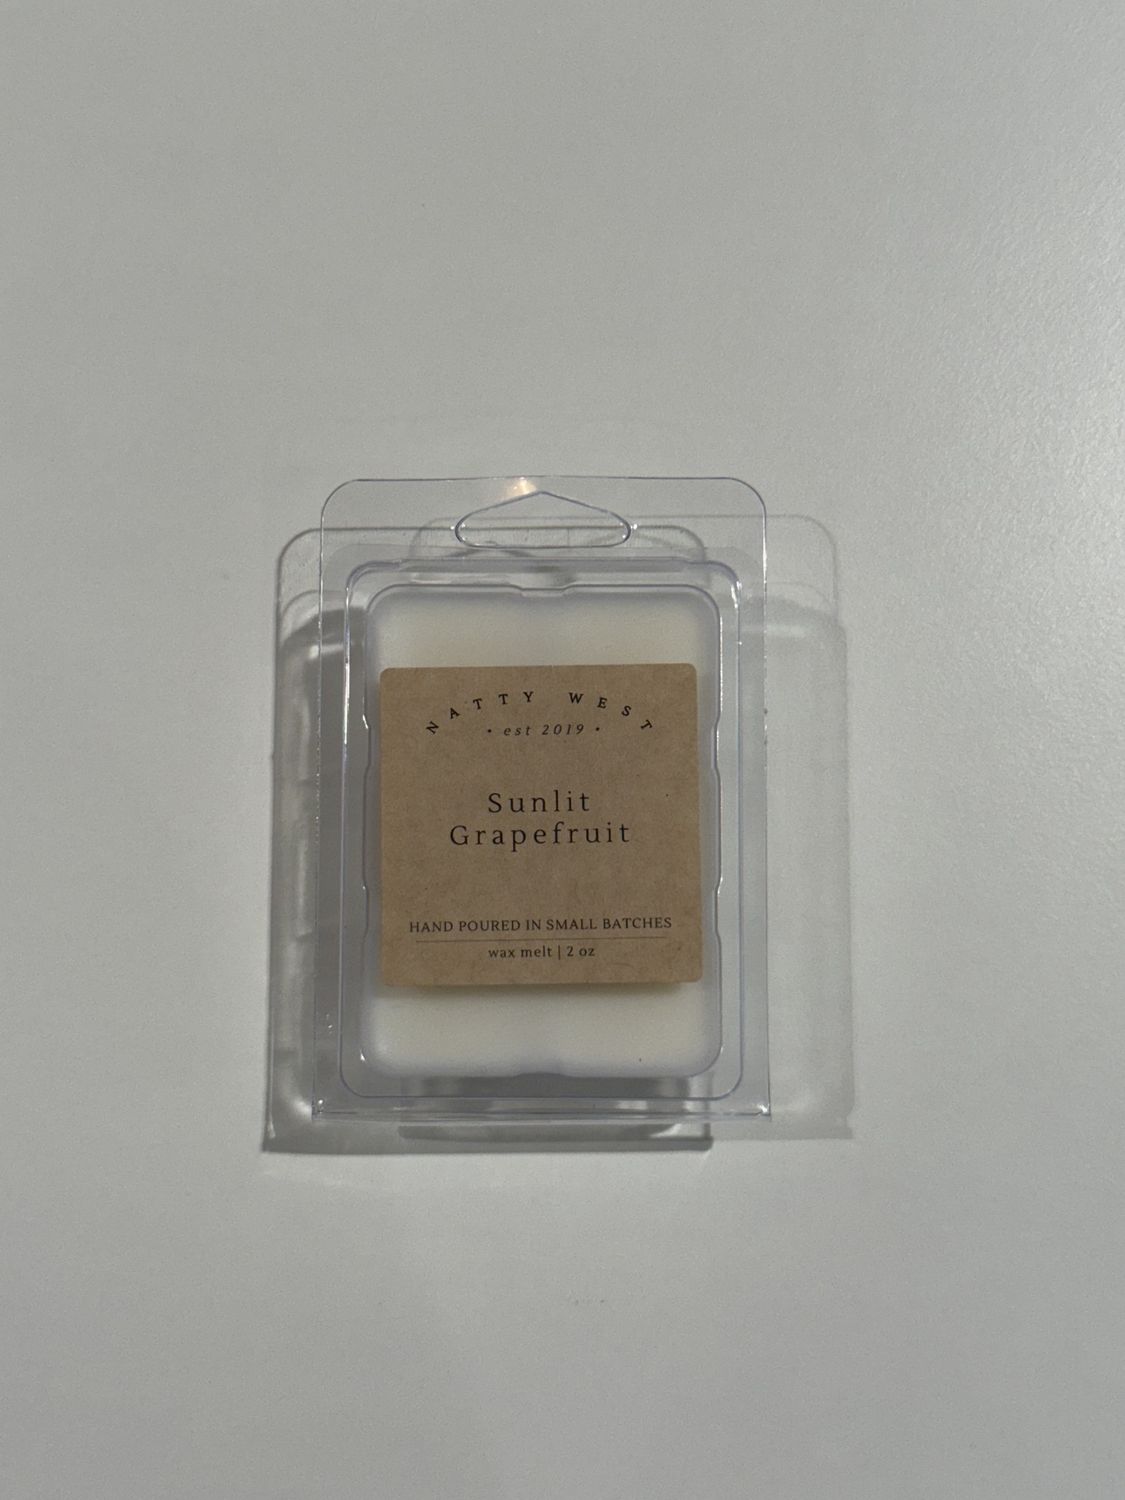 NATTY WEST
• est 2019 •
Sunlit
Grapefruit
HAND POURED IN SMALL BATCHES
wax melt | 2 oz